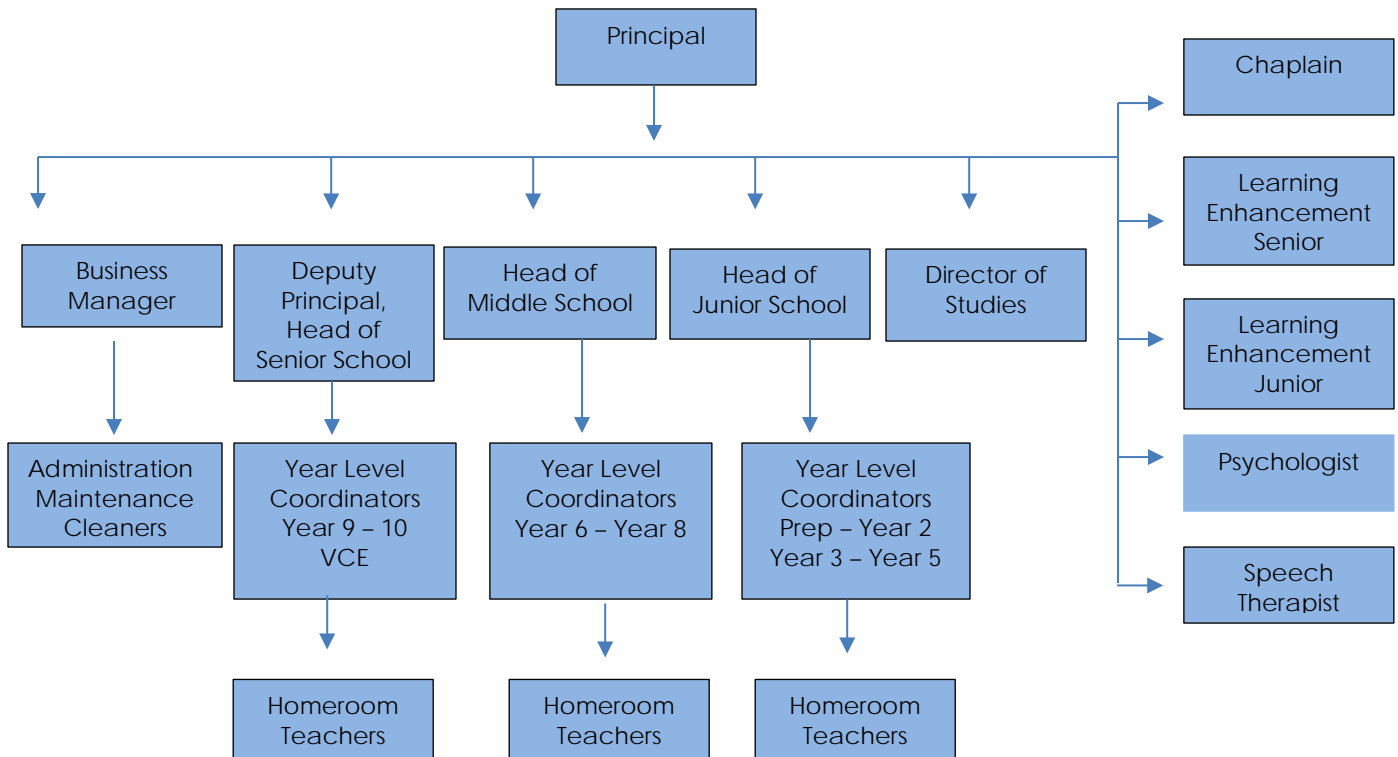 Principal
Chaplain
Learning
Enhancement
Senior
Business
Manager
Deputy
Principal,
Head of
Senior School
Head of
Middle School
Head of
Junior School
Director of
Studies
Learning
Enhancement
Junior
Administration
Maintenance
Cleaners
Year Level
Coordinators
Year 9 – 10
VCE
Year Level
Coordinators
Year 6 – Year 8
Year Level
Coordinators
Prep – Year 2
Year 3 – Year 5
Psychologist
Speech
Therapist
Homeroom
Teachers
Homeroom
Teachers
Homeroom
Teachers